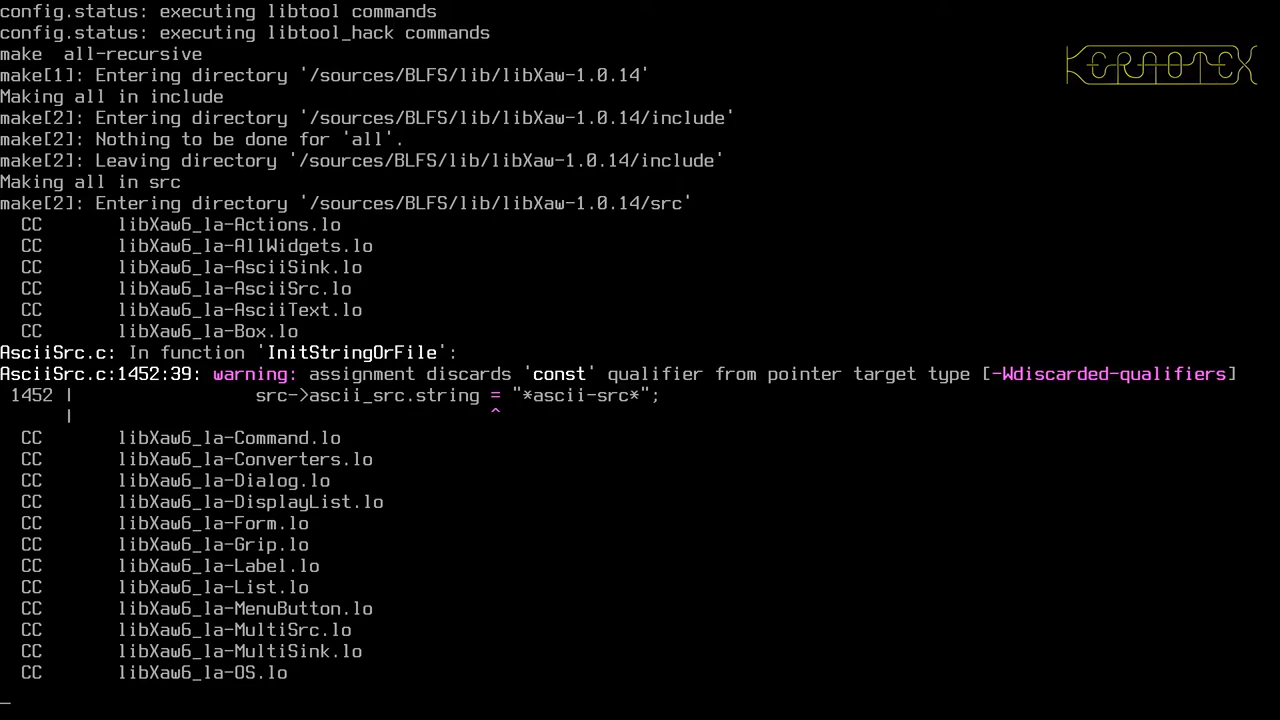 config.status: executing libtool commands
config.status: executing libtool_hack commands
make  all-recursive
make[1]: Entering directory '/sources/BLFS/lib/libXaw-1.0.14'
Making all in include
make[2]: Entering directory '/sources/BLFS/lib/libXaw-1.0.14/include'
make[2]: Nothing to be done for 'all'.
make[2]: Leaving directory '/sources/BLFS/lib/libXaw-1.0.14/include'
Making all in src
make[2]: Entering directory '/sources/BLFS/lib/libXaw-1.0.14/src'
  CC       libXaw6_la-Actions.lo
  CC       libXaw6_la-AllWidgets.lo
  CC       libXaw6_la-AsciiSink.lo
  CC       libXaw6_la-AsciiSrc.lo
  CC       libXaw6_la-AsciiText.lo
  CC       libXaw6_la-Box.lo
AsciiSrc.c: In function 'InitStringOrFile':
AsciiSrc.c:1452:39: warning: assignment discards 'const' qualifier from pointer target type [-Wdiscarded-qualifiers]
 1452 |                 src->ascii_src.string = "*ascii-src*";
      |                                       ^
  CC       libXaw6_la-Command.lo
  CC       libXaw6_la-Converters.lo
  CC       libXaw6_la-Dialog.lo
  CC       libXaw6_la-DisplayList.lo
  CC       libXaw6_la-Form.lo
  CC       libXaw6_la-Grip.lo
  CC       libXaw6_la-Label.lo
  CC       libXaw6_la-List.lo
  CC       libXaw6_la-MenuButton.lo
  CC       libXaw6_la-MultiSrc.lo
  CC       libXaw6_la-MultiSink.lo
  CC       libXaw6_la-OS.lo